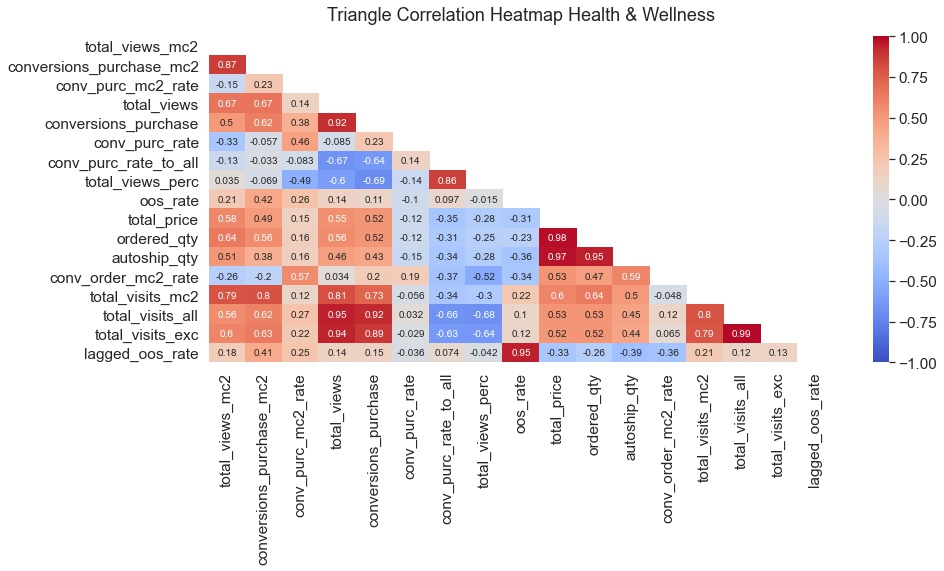 Triangle Correlation Heatmap Health & Wellness
total_views_mc2
conversions_purchase_mc2 0.87
conv_purc_mc2_rate -0.15 0.23
total_views 0.67 0.67 0.14
conversions_purchase 0.5 0.62 0.38 0.92
conv_purc_rate -0.33 -0.057 0.46 -0.085 0.23
conv_purc_rate_to_all -0.13 -0.033 -0.083 -0.67 -0.64 0.14
total_views_perc 0.035 -0.069 -0.49 -0.6 -0.69 -0.14 0.86
oos_rate 0.21 0.42 0.26 0.14 0.11 -0.1 0.097 -0.015
total_price 0.58 0.49 0.15 0.55 0.52 -0.12 -0.35 -0.28 -0.31
ordered_qty 0.64 0.56 0.16 0.56 0.52 -0.12 -0.31 -0.25 -0.23 0.98
autoship_qty 0.51 0.38 0.16 0.46 0.43 -0.15 -0.34 -0.28 -0.36 0.97 0.95
conv_order_mc2_rate -0.26 -0.2 0.57 0.034 0.2 0.19 -0.37 -0.52 -0.34 0.53 0.47 0.59
total_visits_mc2 0.79 0.8 0.12 0.81 0.73 -0.056 -0.34 -0.3 0.22 0.6 0.64 0.5 -0.048
total_visits_all 0.56 0.62 0.27 0.95 0.92 0.032 -0.66 -0.68 0.1 0.53 0.53 0.45 0.12 0.8
total_visits_exc 0.6 0.63 0.22 0.94 0.89 -0.029 -0.63 -0.64 0.12 0.52 0.52 0.44 0.065 0.79 0.99
lagged_oos_rate 0.18 0.41 0.25 0.14 0.15 -0.036 0.074 -0.042 0.95 -0.33 -0.26 -0.39 -0.36 0.21 0.12 0.13
total_views_mc2
conversions_purchase_mc2
conv_purc_mc2_rate
total_views
conversions_purchase
conv_purc_rate
conv_purc_rate_to_all
total_views_perc
oos_rate
total_price
ordered_qty
autoship_qty
conv_order_mc2_rate
total_visits_mc2
total_visits_all
total_visits_exc
lagged_oos_rate
1.00
0.75
0.50
0.25
0.00
−0.25
−0.50
−0.75
−1.00